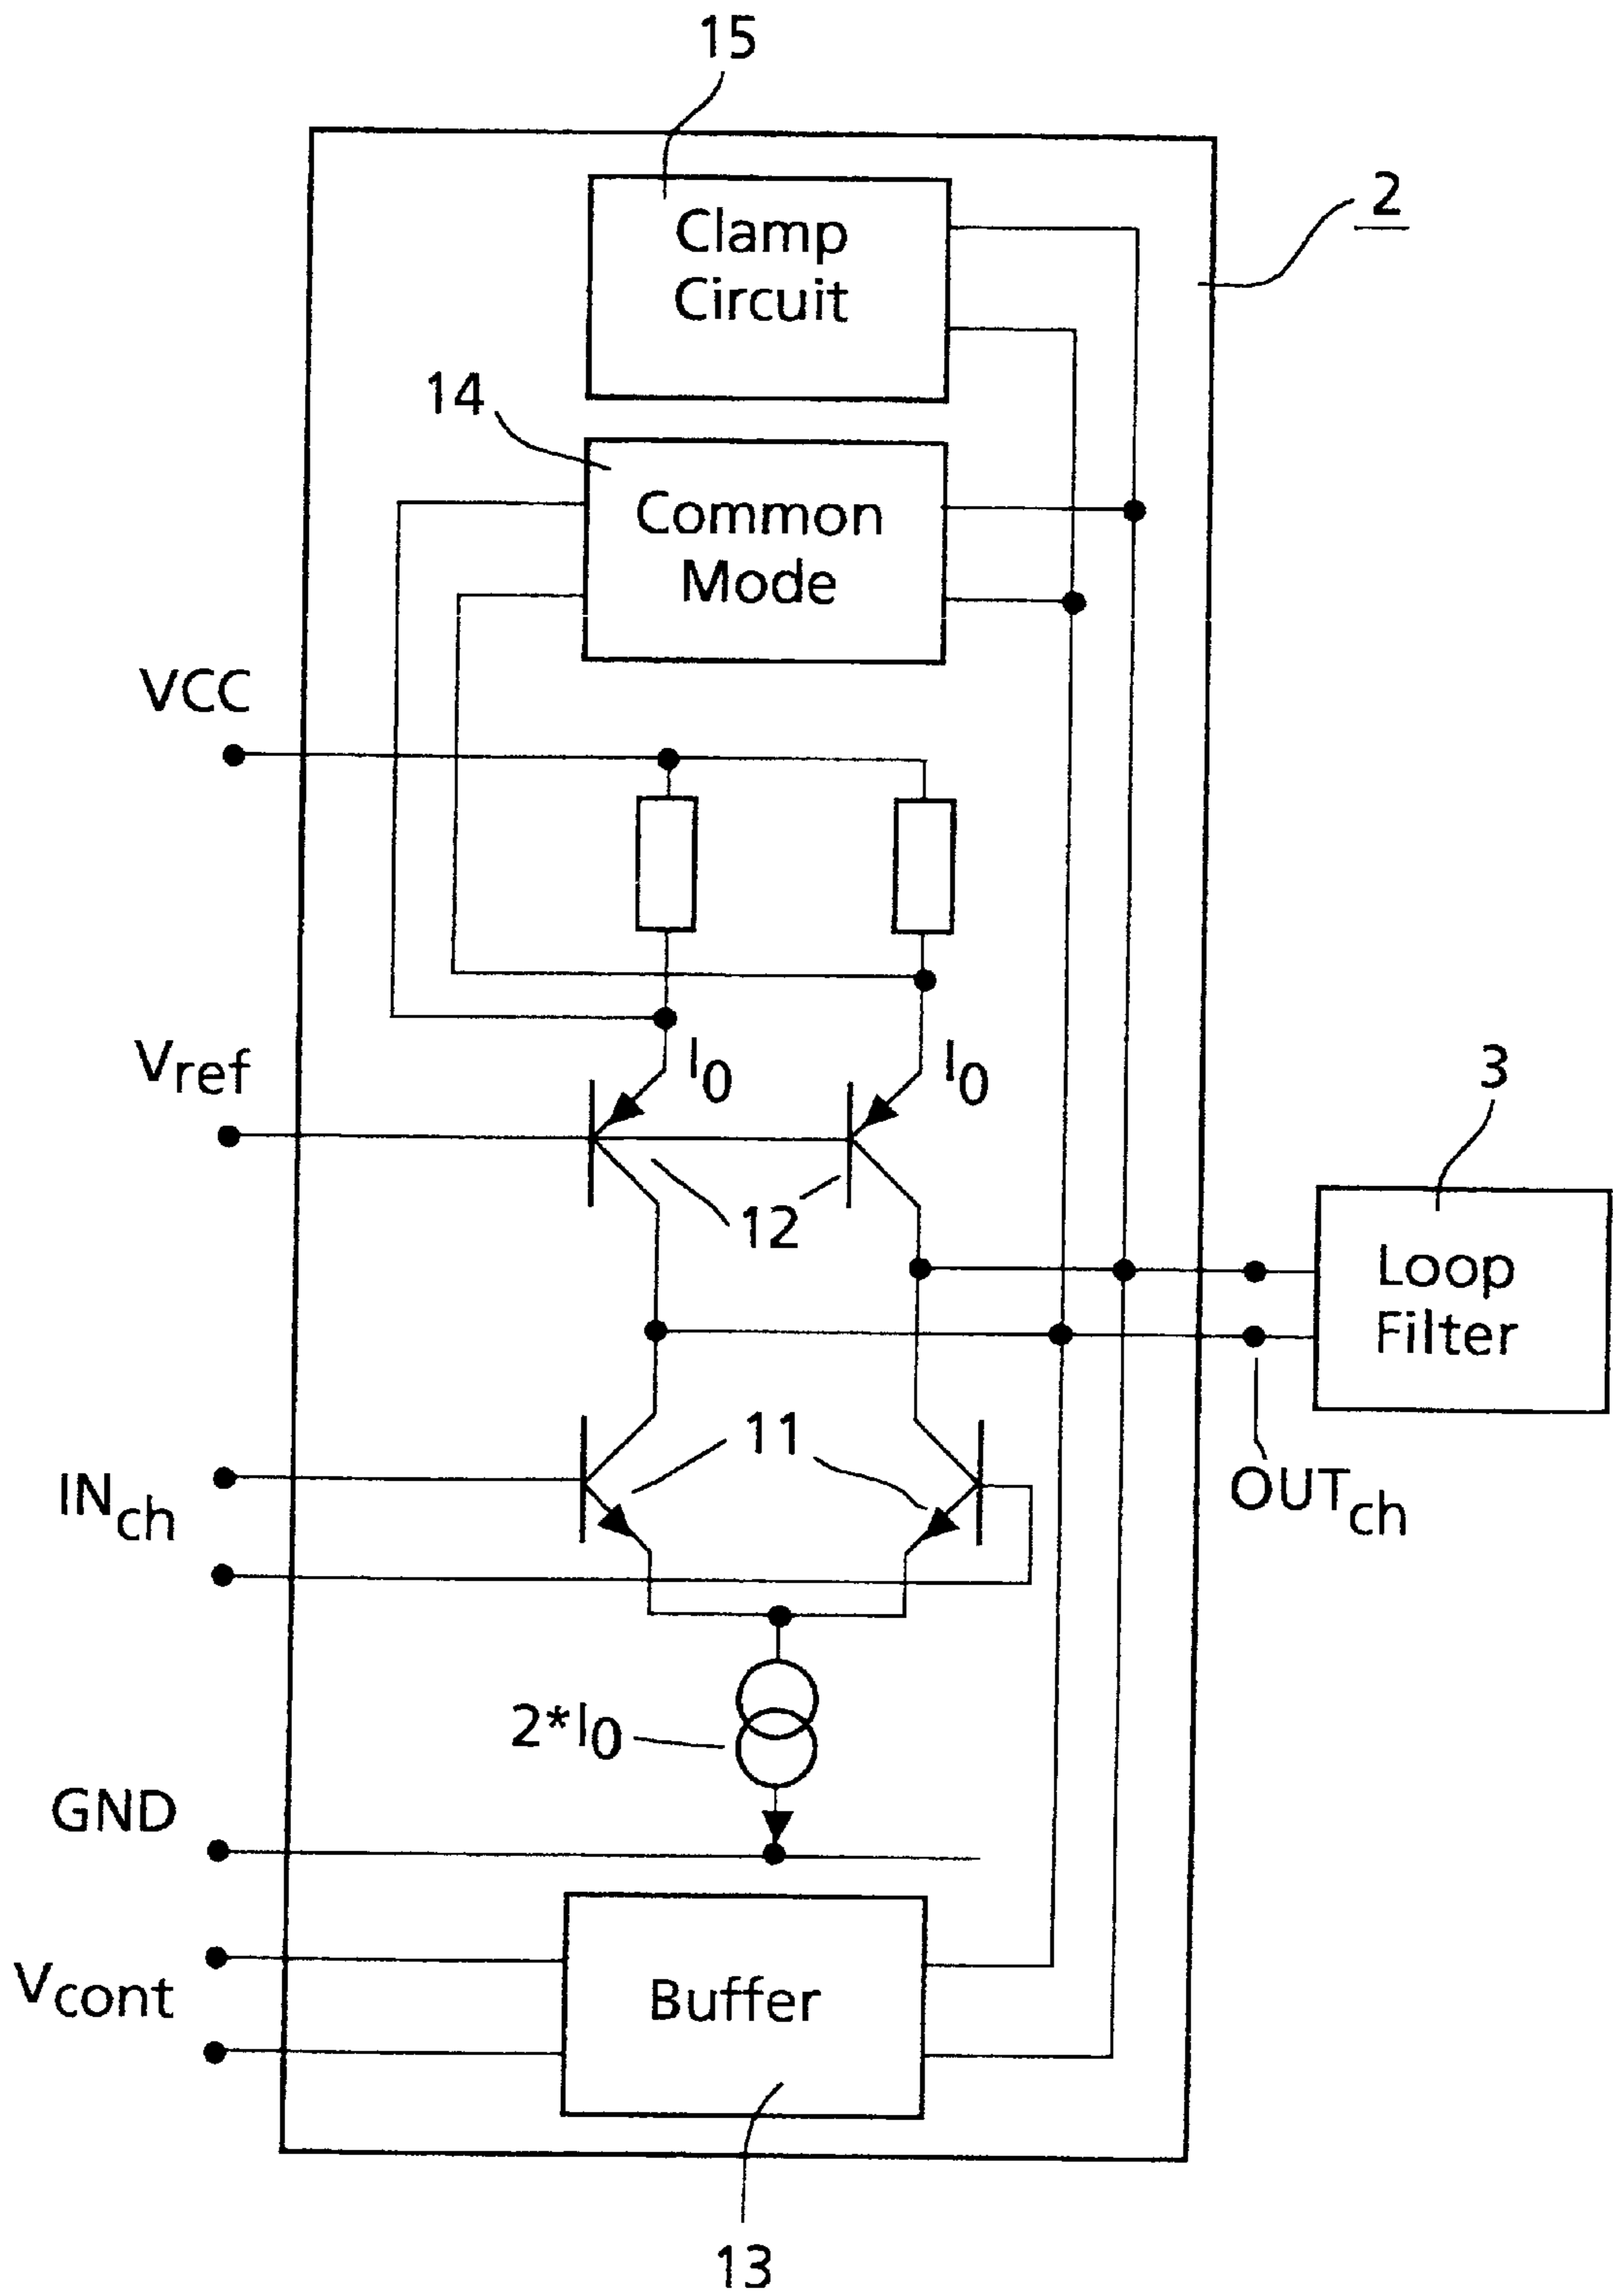 15
2
Clamp
Circuit
14
Common
Mode
VCC
Vref
I0
I0
3
12
Loop
Filter
11
INch
OUTch
2*I0
GND
Vcont
Buffer
13